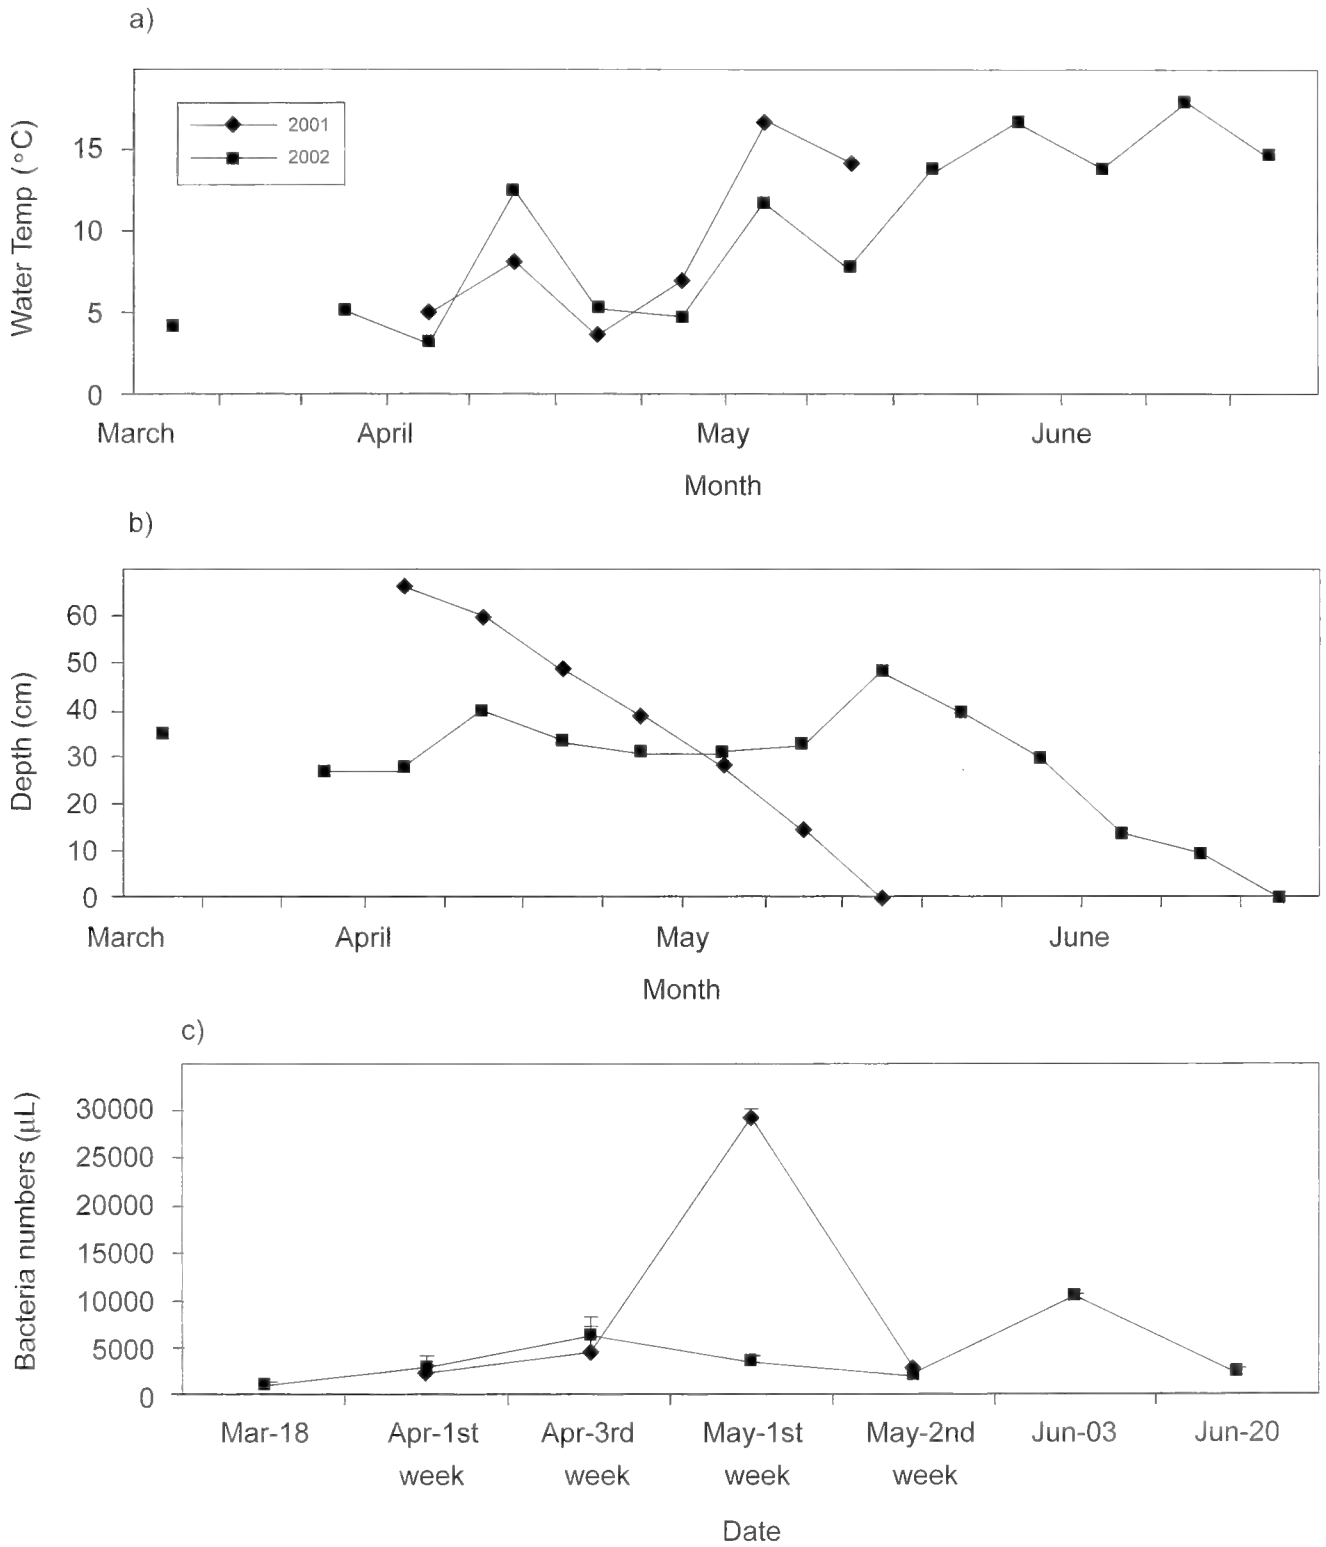 a)
Water Temp (°C)
15
10
5
0
2001
2002
March April May June
Month
b)
Depth (cm)
60
50
40
30
20
10
0
March April May June
Month
c)
Bacteria numbers (µL)
30000
25000
20000
15000
10000
5000
0
Mar-18 Apr-1st Apr-3rd May-1st May-2nd Jun-03 Jun-20
week week week week
Date